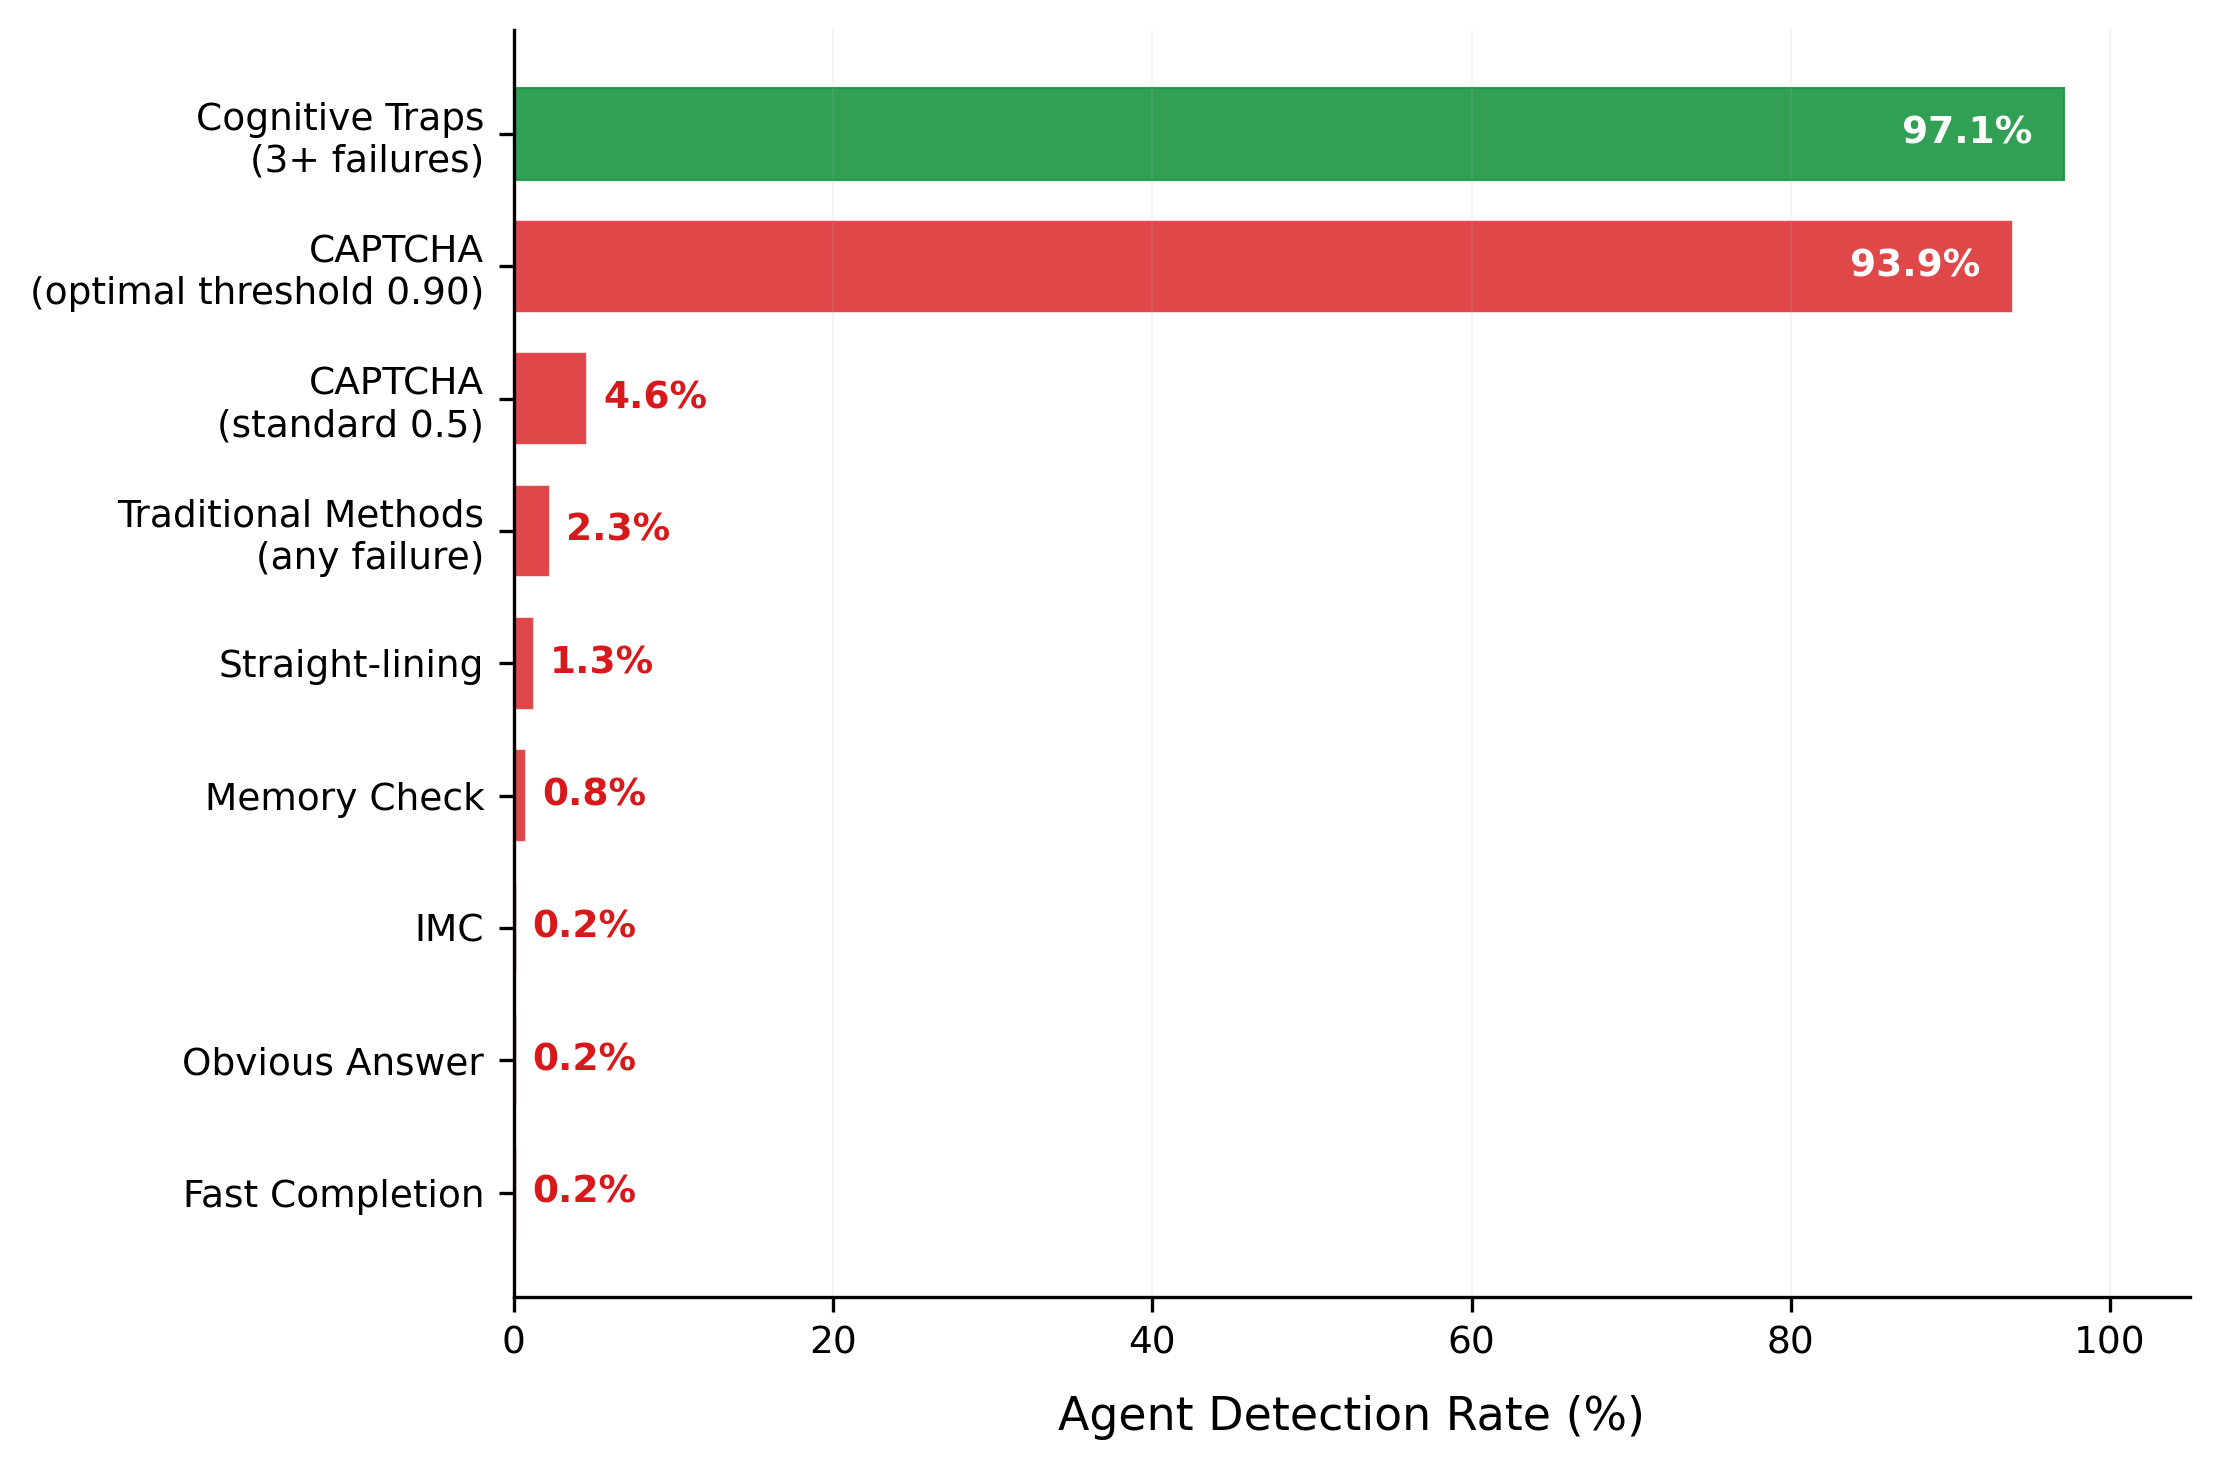 Cognitive Traps
(3+ failures)
97.1%
CAPTCHA
(optimal threshold 0.90)
93.9%
CAPTCHA
(standard 0.5)
4.6%
Traditional Methods
(any failure)
2.3%
Straight-lining
1.3%
Memory Check
0.8%
IMC
0.2%
Obvious Answer
0.2%
Fast Completion
0.2%
0 20 40 60 80 100
Agent Detection Rate (%)